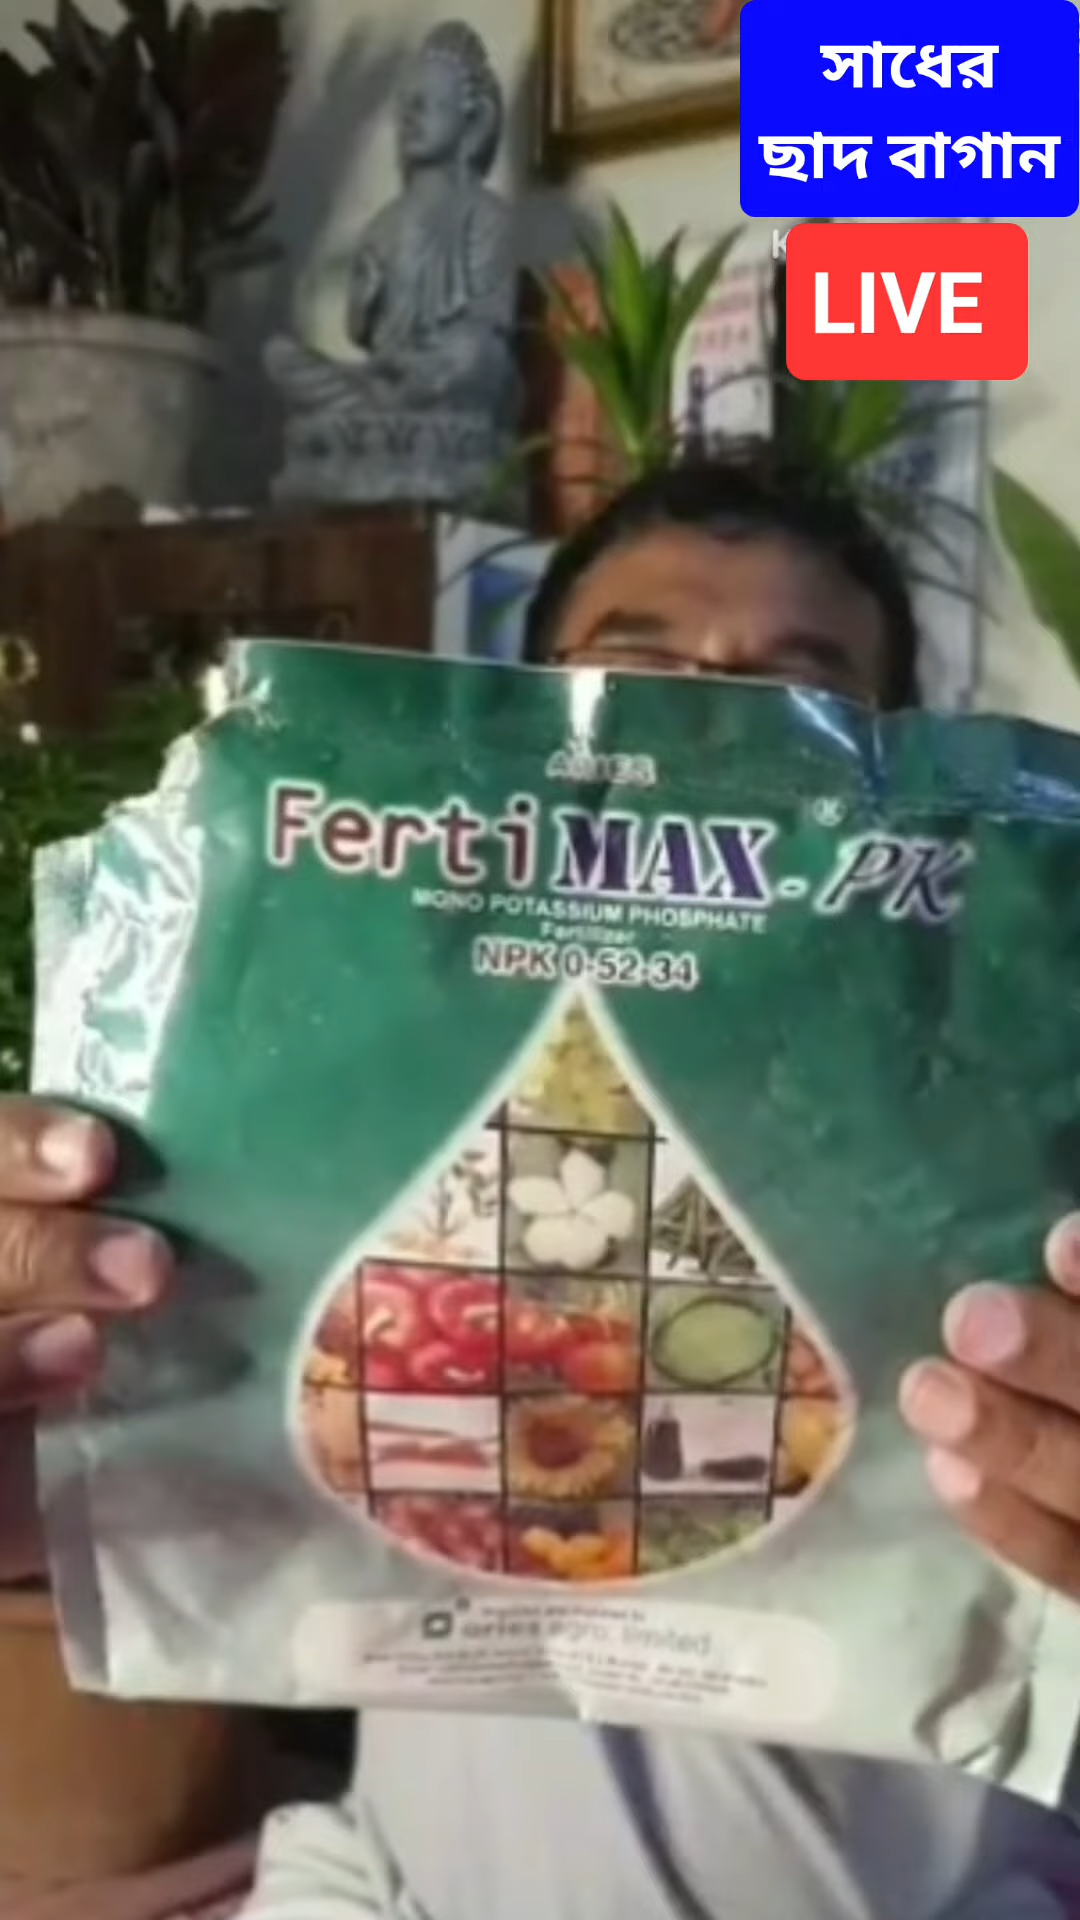 সাধের
ছাদ বাগান
LIVE
ARIES
FertiMAX-PK
MONO POTASSIUM PHOSPHATE
Fertilizer
NPK 0-52-34
aries agro. limited